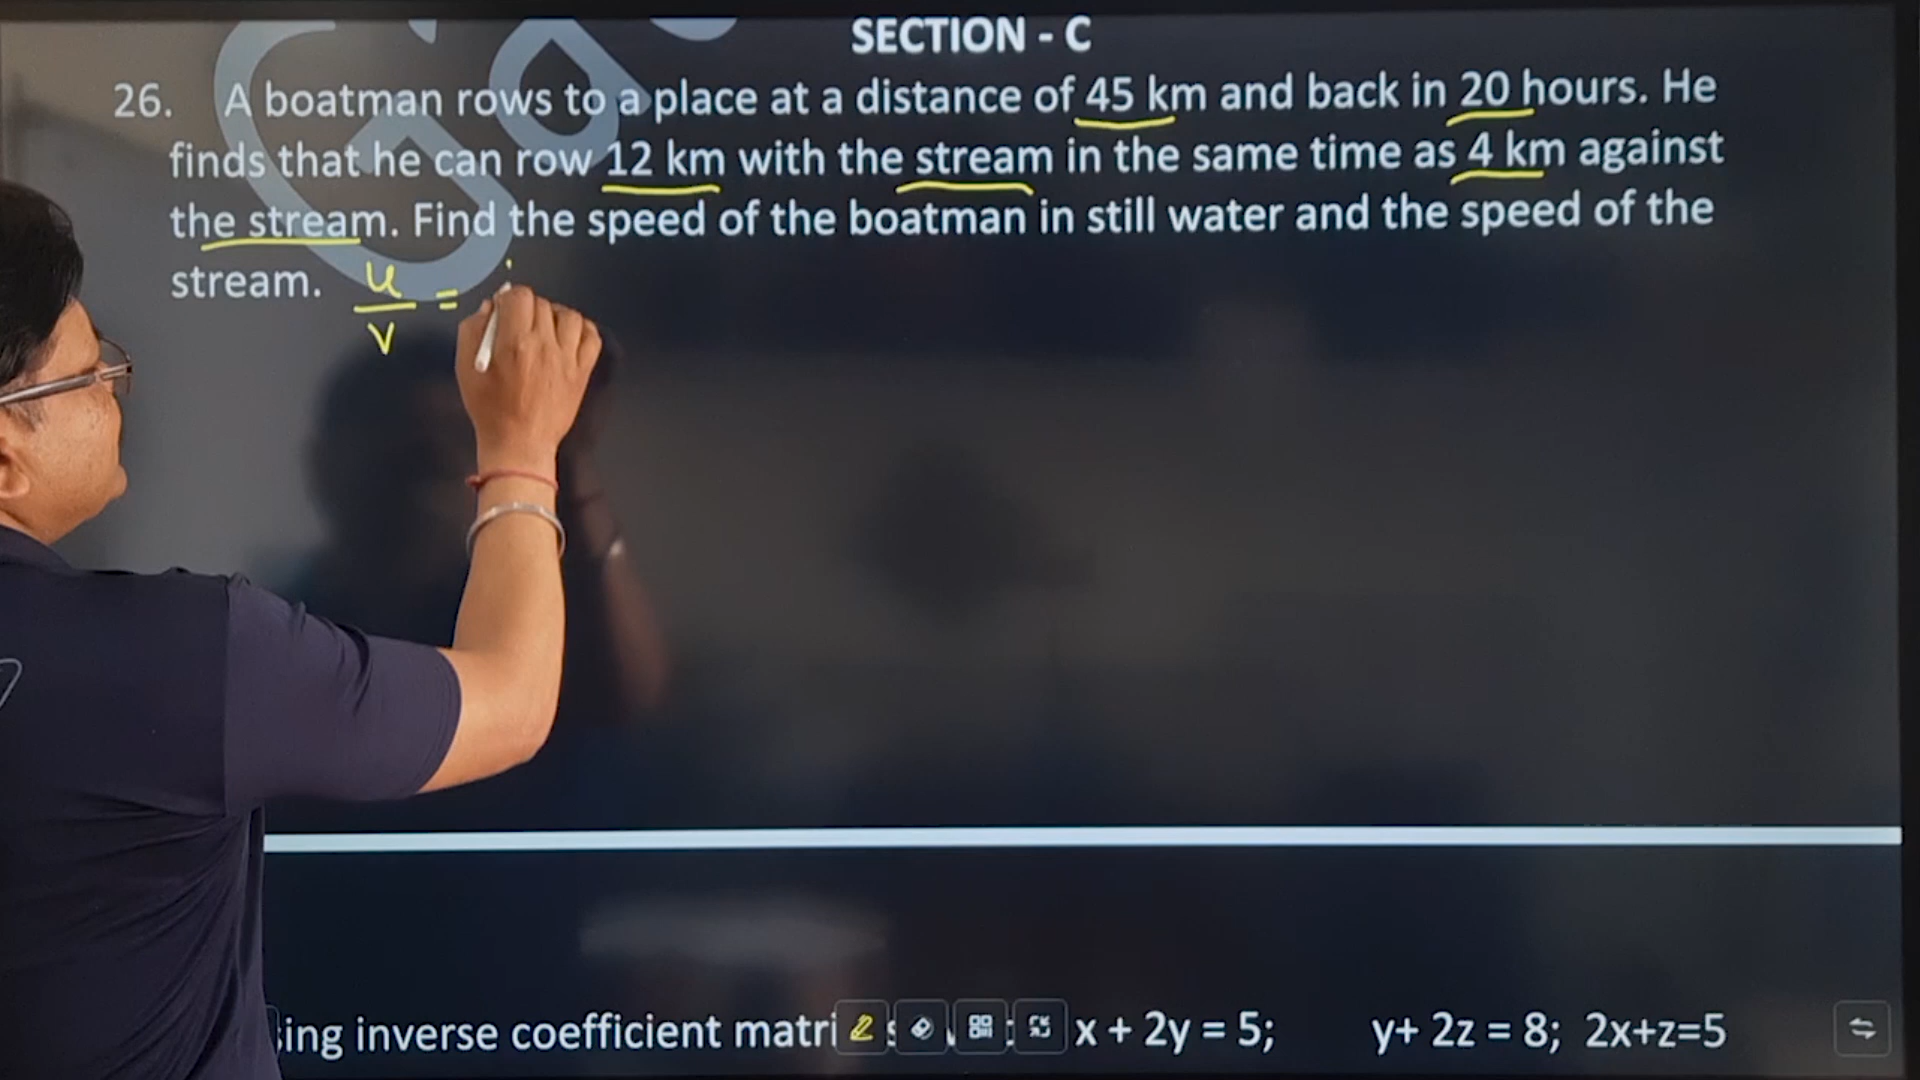 SECTION - C
26. A boatman rows to a place at a distance of 45 km and back in 20 hours. He
finds that he can row 12 km with the stream in the same time as 4 km against
the stream. Find the speed of the boatman in still water and the speed of the
stream.
u
v
=
inverse coefficient x + 2y = 5; y+ 2z = 8; 2x+z=5